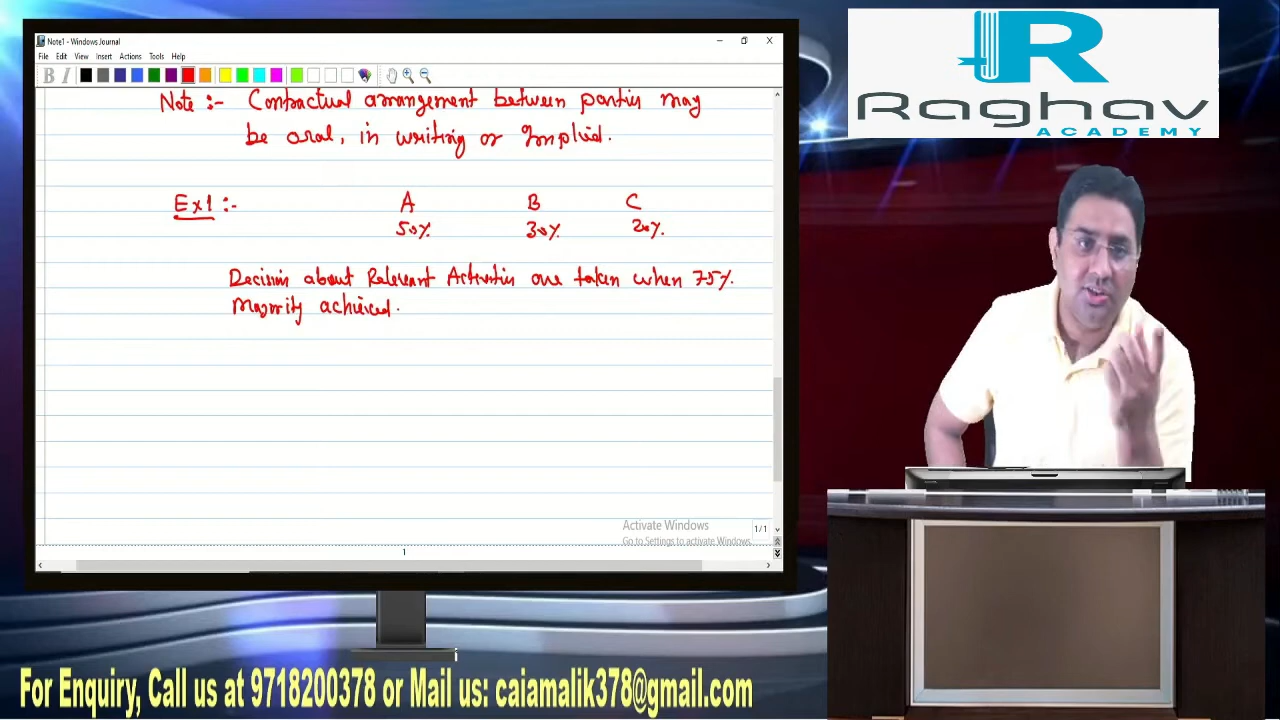 Note1 - Windows Journal
File Edit View Insert Actions Tools Help
B I
Note :- Contractual arrangement between parties may
be oral, in writing or Implied.
Ex1 :- A B C
50% 30% 20%
Decision about Relevant Activities are taken when 75%
Majority achieved.
Activate Windows
Go to Settings to activate Windows.
1/1
1
R
Raghav
ACADEMY
For Enquiry, Call us at 9718200378 or Mail us: caiamalik378@gmail.com